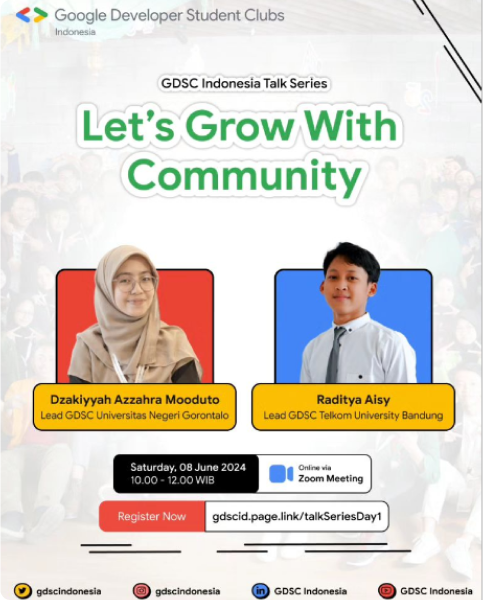 Google Developer Student Clubs
Indonesia
GDSC Indonesia Talk Series
Let's Grow With
Community
Dzakiyyah Azzahra Mooduto
Lead GDSC Universitas Negeri Gorontalo
Raditya Aisy
Lead GDSC Telkom University Bandung
Saturday, 08 June 2024
10.00 - 12.00 WIB
Online via
Zoom Meeting
Register Now
gdscid.page.link/talkSeriesDay1
gdscindonesia
gdscindonesia
GDSC Indonesia
GDSC Indonesia